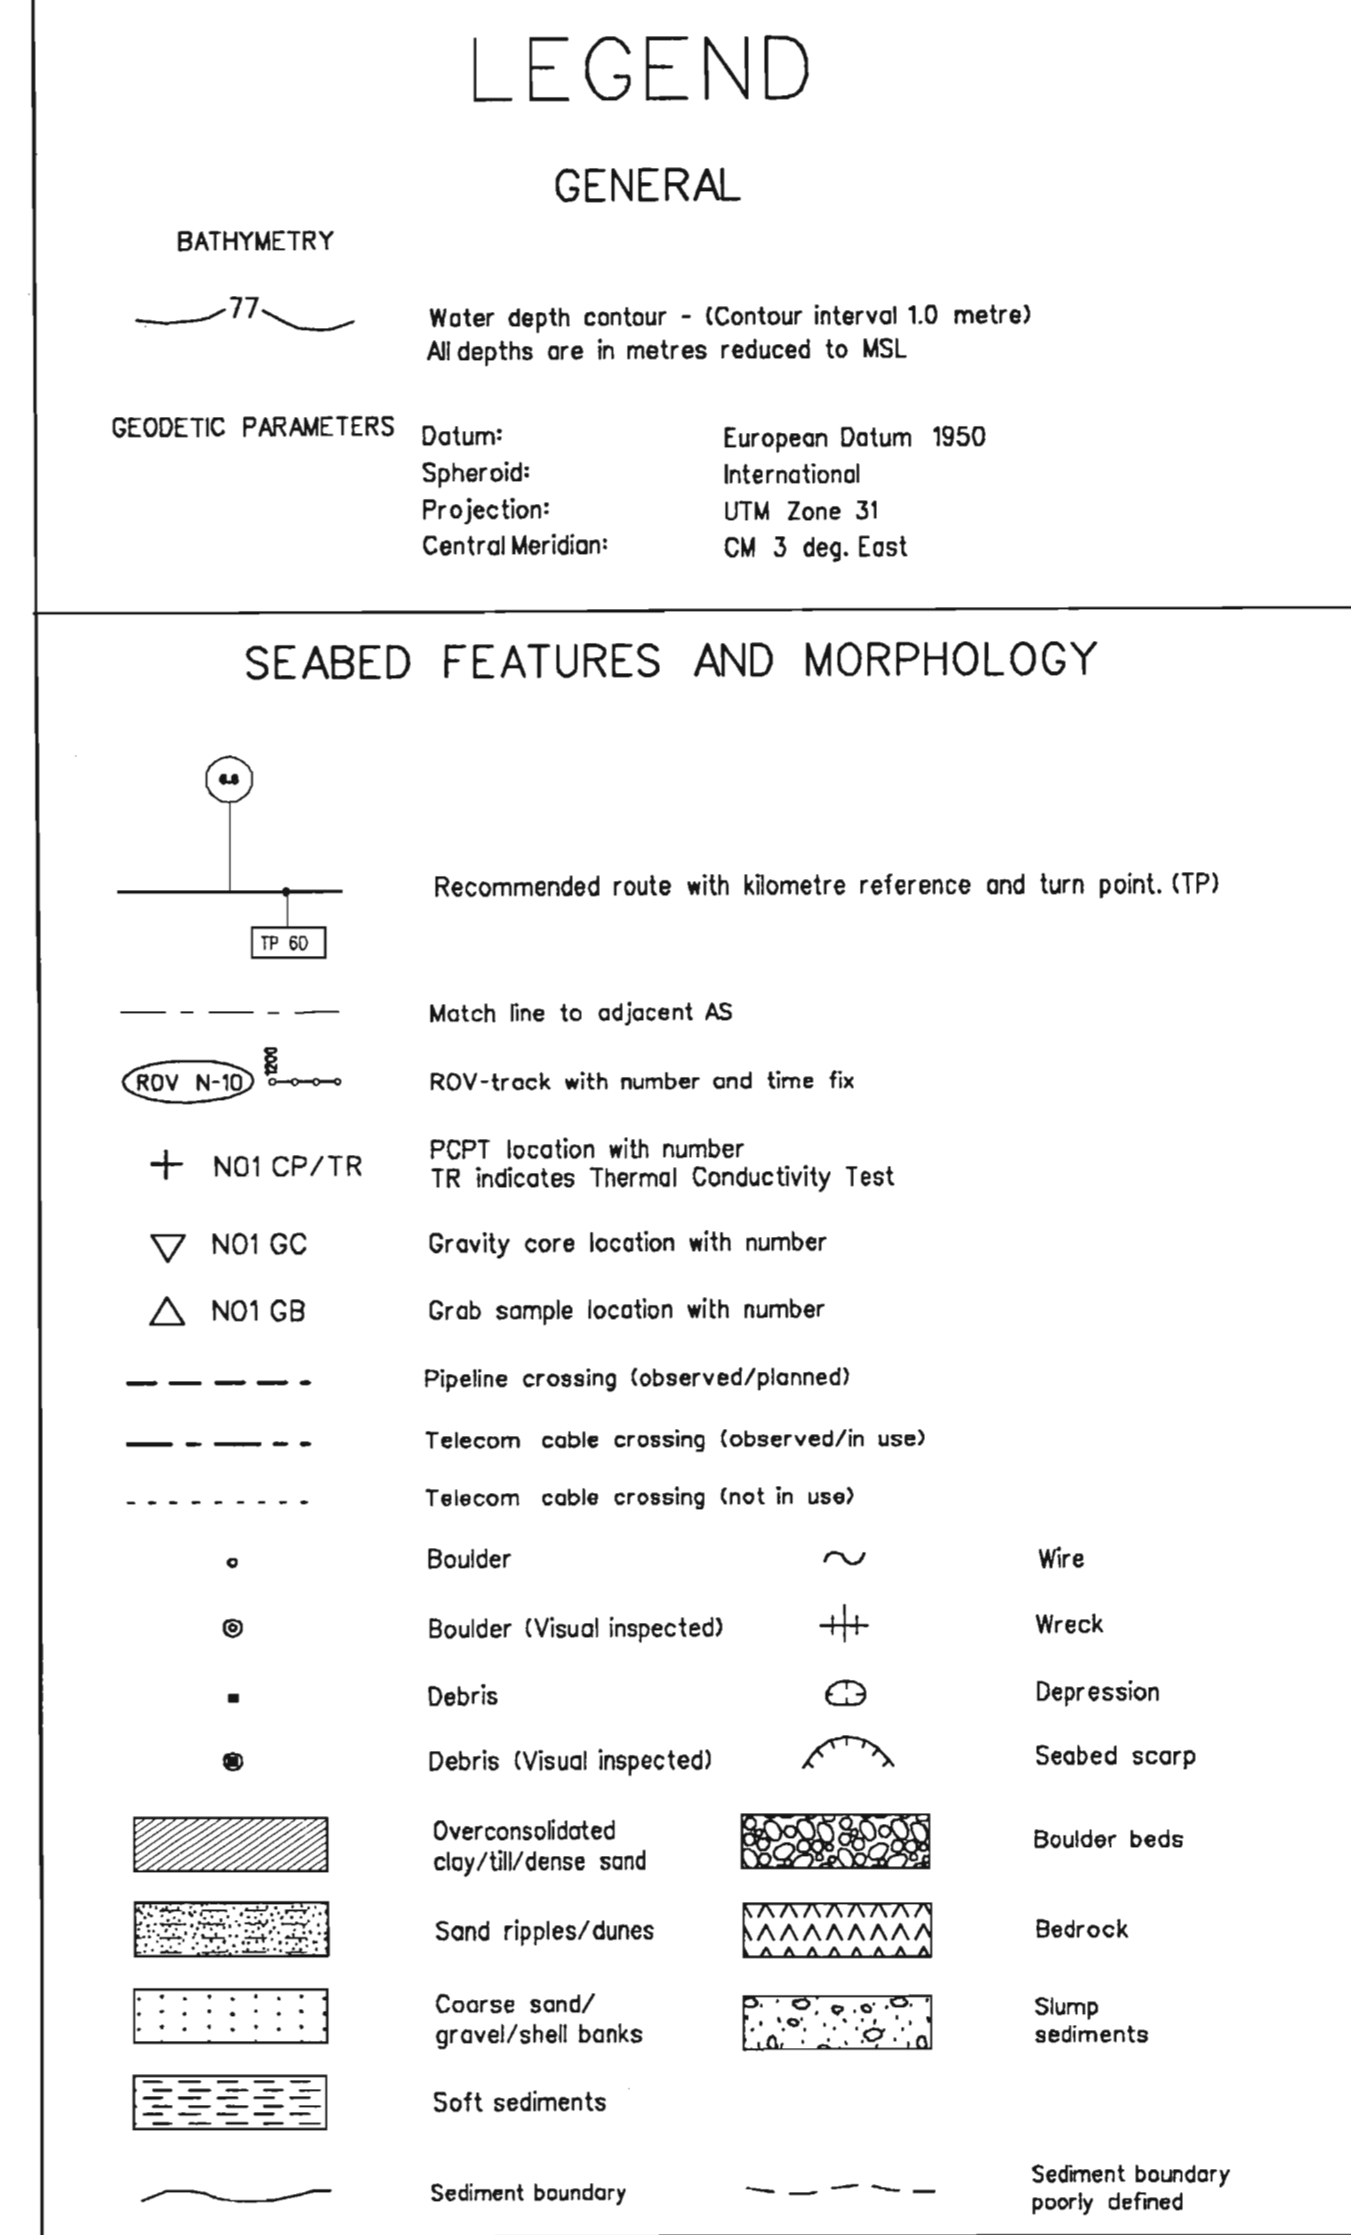 LEGEND
GENERAL
BATHYMETRY
77
Water depth contour - (Contour interval 1.0 metre)
All depths are in metres reduced to MSL
GEODETIC PARAMETERS
Datum: European Datum 1950
Spheroid: International
Projection: UTM Zone 31
Central Meridian: CM 3 deg. East
SEABED FEATURES AND MORPHOLOGY
Recommended route with kilometre reference and turn point. (TP)
TP 60
Match line to adjacent AS
ROV N-10 1200 ROV-track with number and time fix
N01 CP/TR
PCPT location with number
TR indicates Thermal Conductivity Test
N01 GC Gravity core location with number
N01 GB Grab sample location with number
Pipeline crossing (observed/planned)
Telecom cable crossing (observed/in use)
Telecom cable crossing (not in use)
Boulder Wire
Boulder (Visual inspected) Wreck
Debris Depression
Debris (Visual inspected) Seabed scarp
Overconsolidated
clay/till/dense sand
Boulder beds
Sand ripples/dunes Bedrock
Coarse sand/
gravel/shell banks
Slump
sediments
Soft sediments
Sediment boundary
Sediment boundary
poorly defined